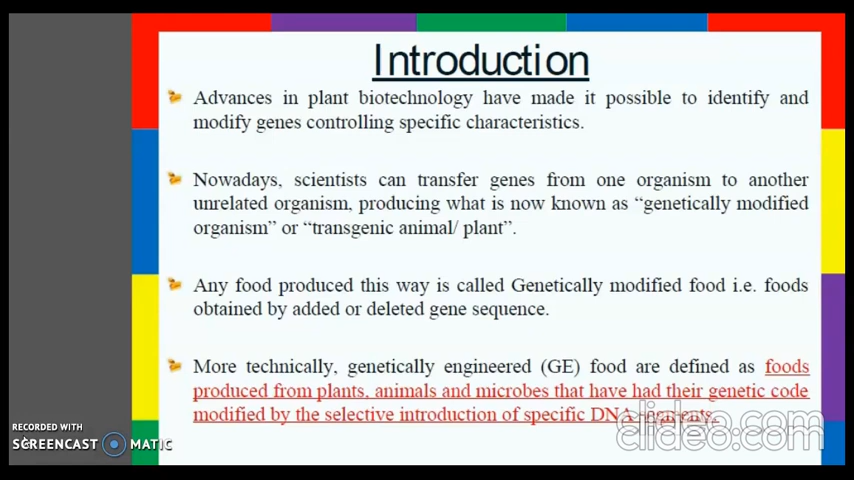 Introduction
Advances in plant biotechnology have made it possible to identify and
modify genes controlling specific characteristics.
Nowadays, scientists can transfer genes from one organism to another
unrelated organism, producing what is now known as “genetically modified
organism” or “transgenic animal/ plant”.
Any food produced this way is called Genetically modified food i.e. foods
obtained by added or deleted gene sequence.
More technically, genetically engineered (GE) food are defined as foods
produced from plants, animals and microbes that have had their genetic code
modified by the selective introduction of specific DNA segments.
RECORDED WITH
SCREENCAST MATIC
clideo.com